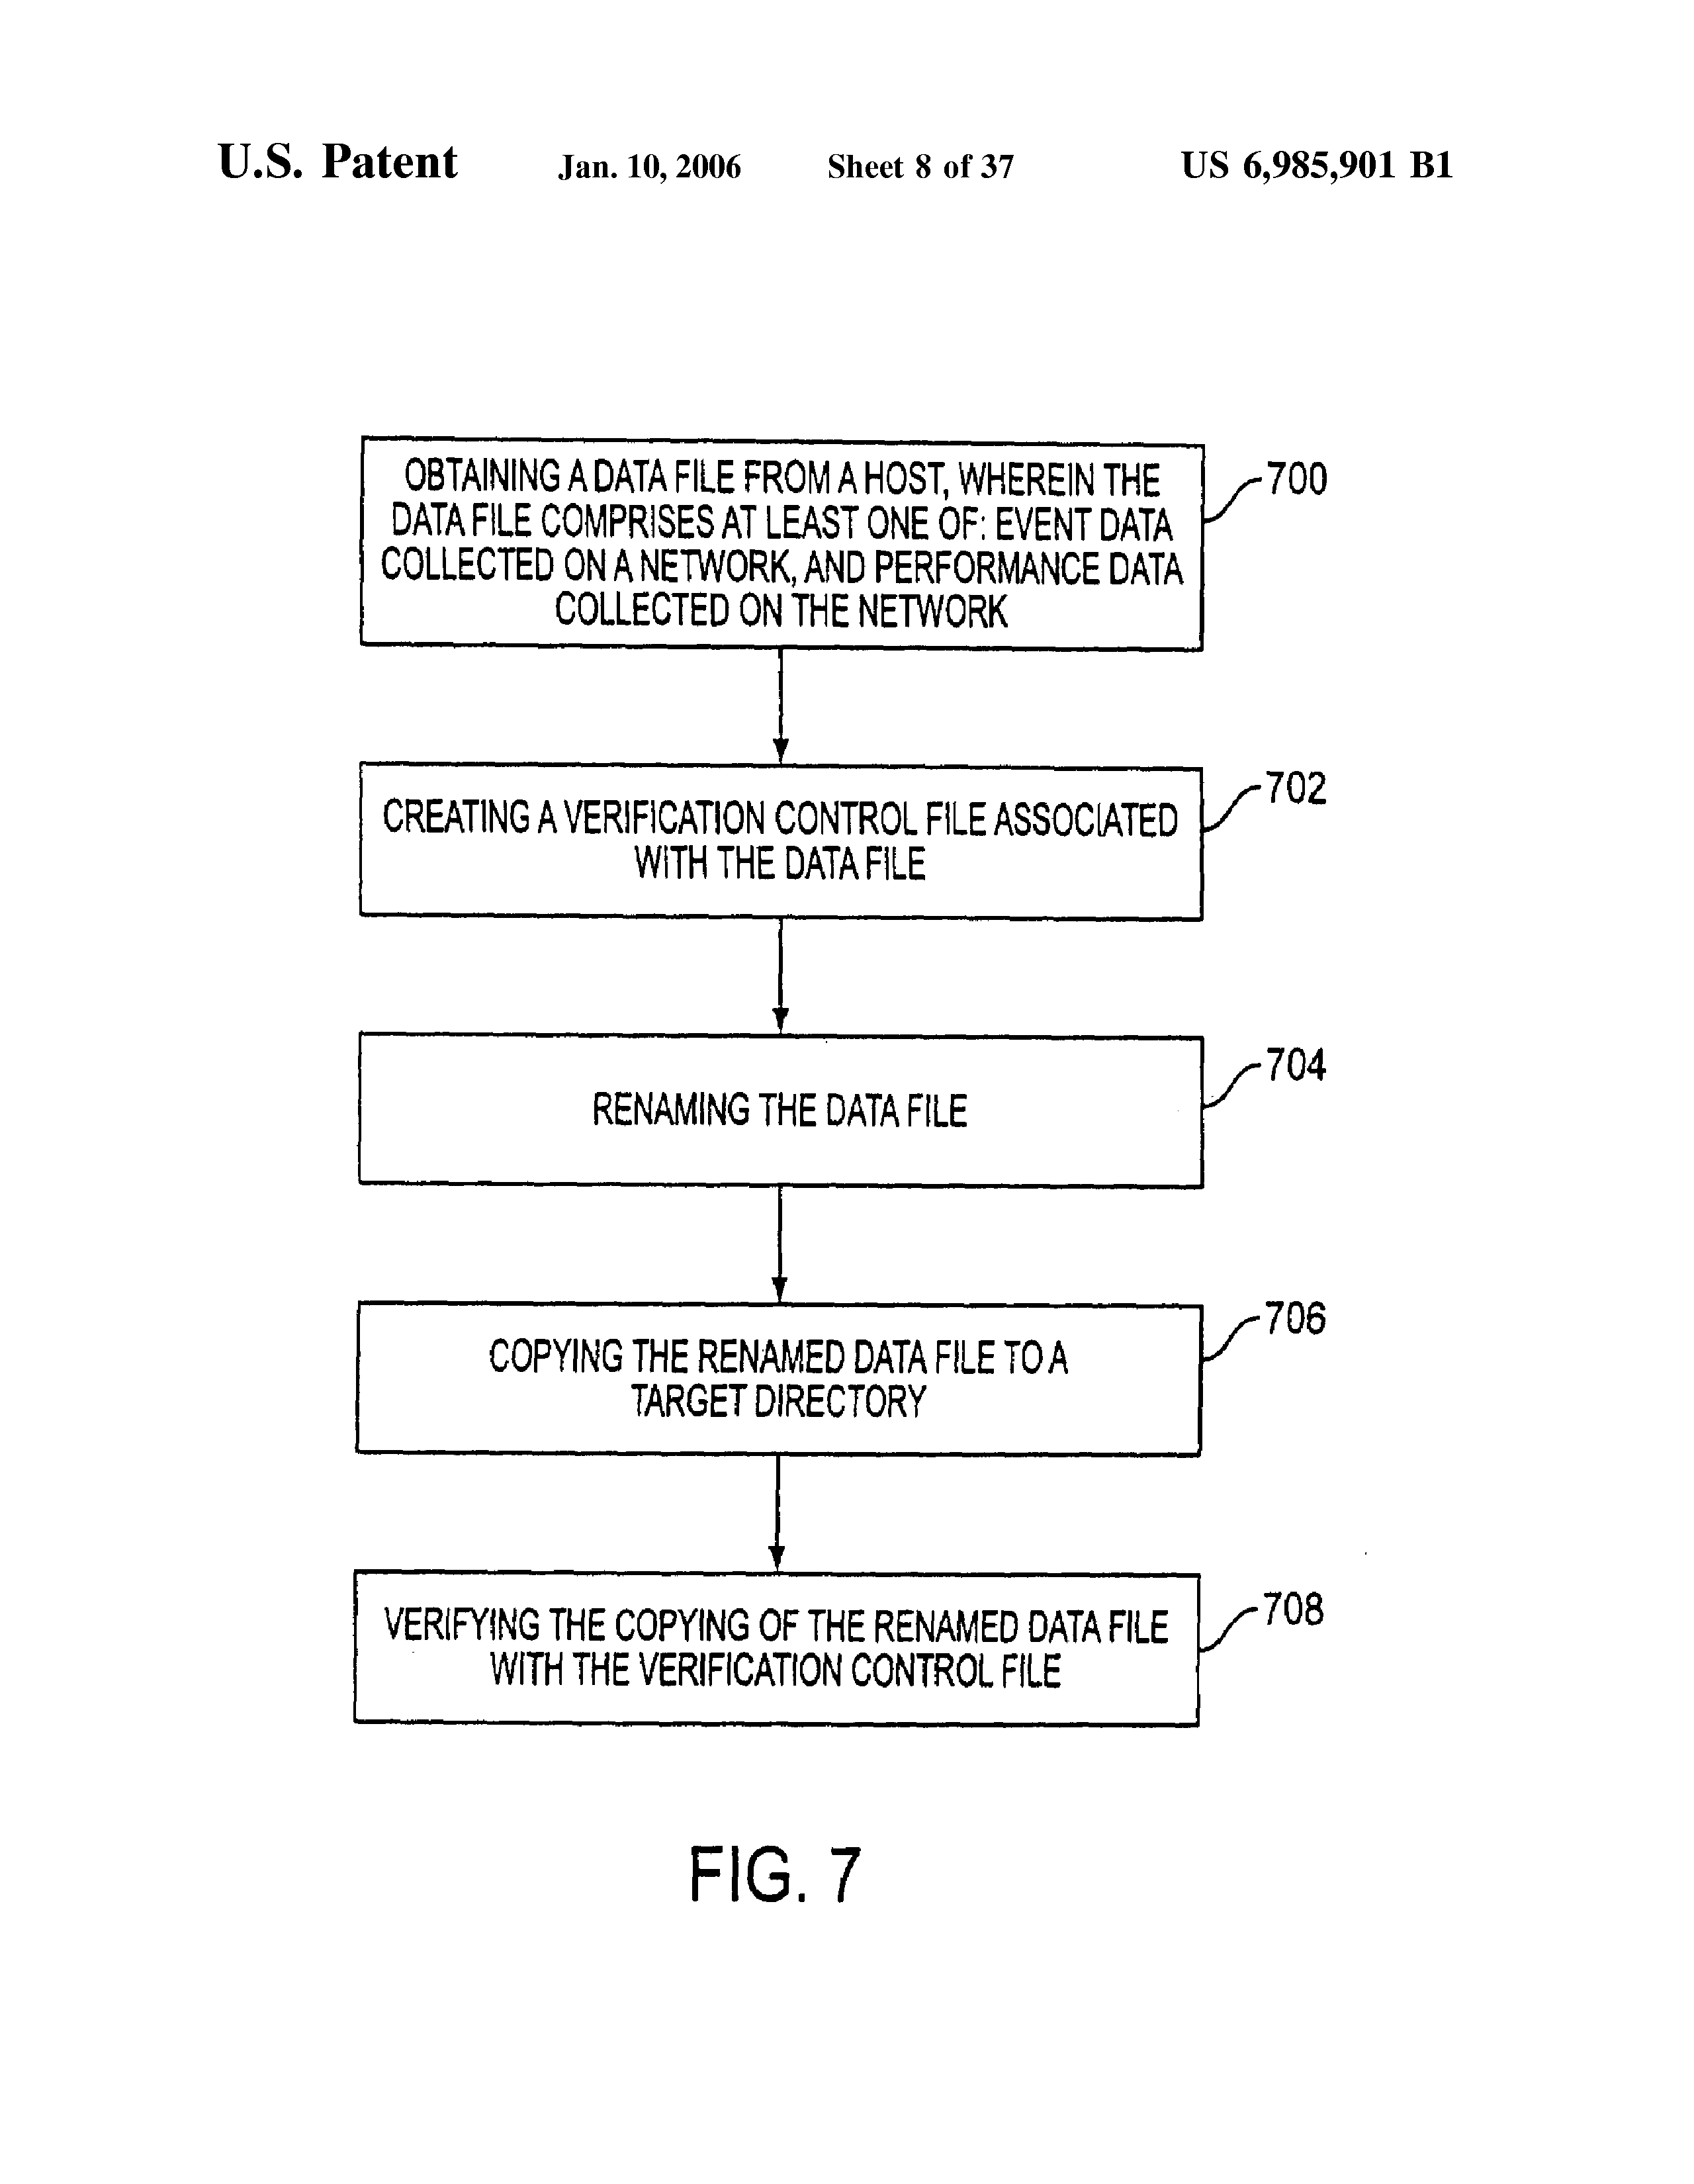 U.S. Patent Jan. 10, 2006 Sheet 8 of 37 US 6,985,901 B1
OBTAINING A DATA FILE FROM A HOST, WHEREIN THE
DATA FILE COMPRISES AT LEAST ONE OF: EVENT DATA
COLLECTED ON A NETWORK, AND PERFORMANCE DATA
COLLECTED ON THE NETWORK
700
CREATING A VERIFICATION CONTROL FILE ASSOCIATED
WITH THE DATA FILE
702
RENAMING THE DATA FILE
704
COPYING THE RENAMED DATA FILE TO A
TARGET DIRECTORY
706
VERIFYING THE COPYING OF THE RENAMED DATA FILE
WITH THE VERIFICATION CONTROL FILE
708
FIG. 7